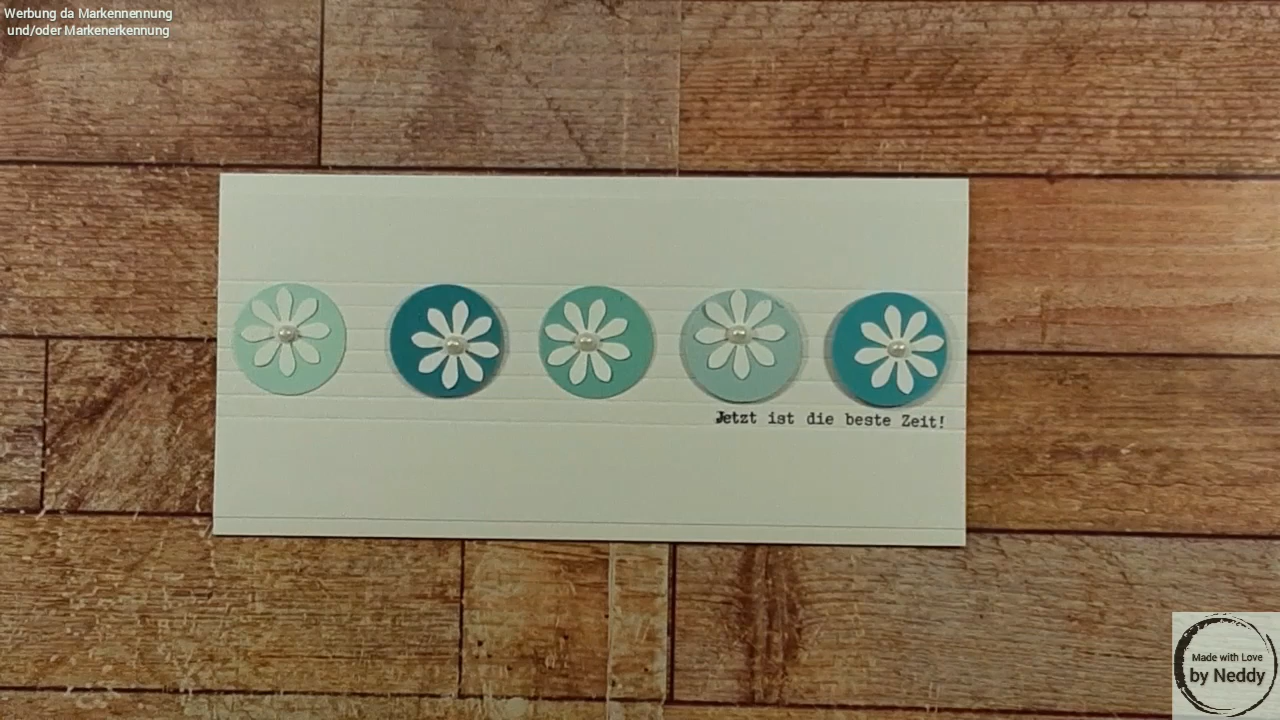 Werbung da Markennennung
und/oder Markenerkennung
Jetzt ist die beste Zeit!
Made with Love
by Neddy